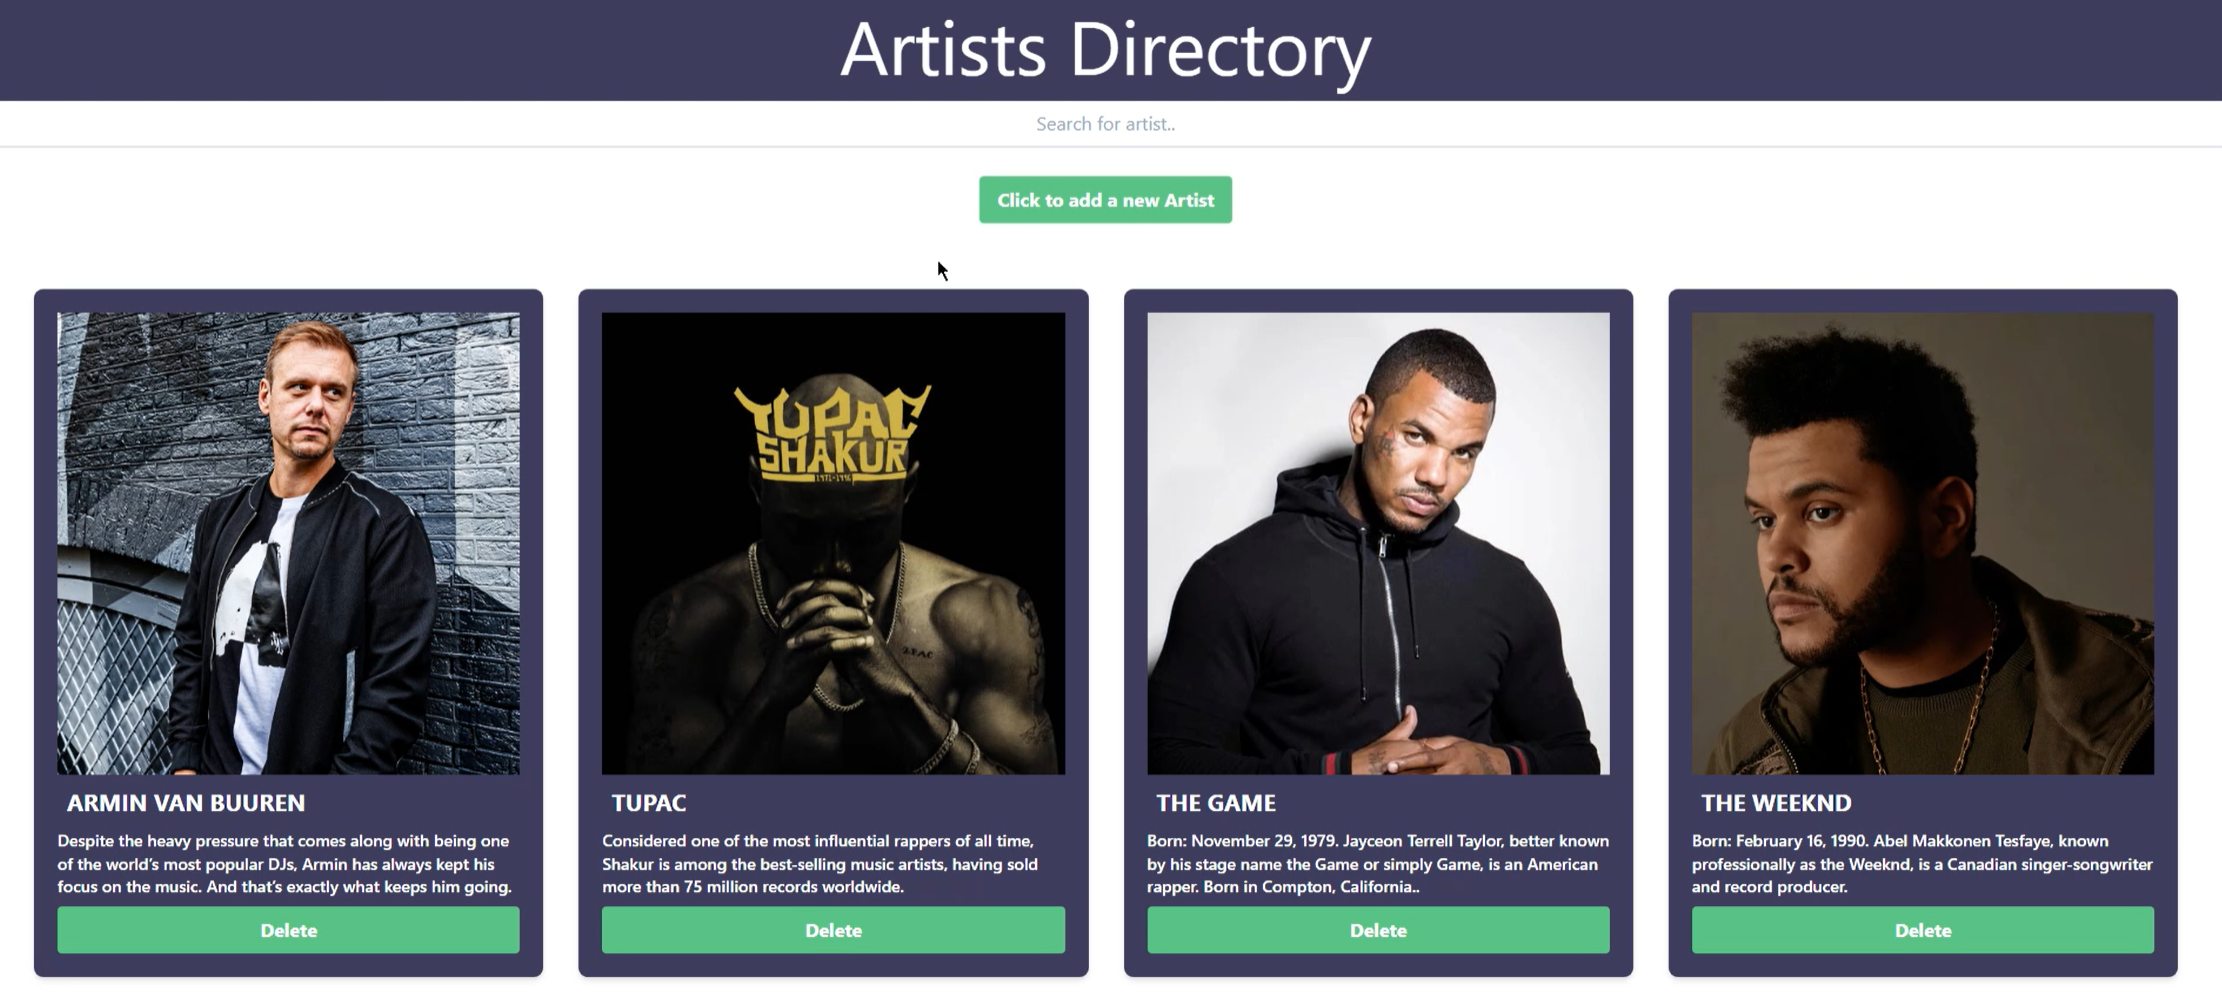 Artists Directory
Search for artist..
Click to add a new Artist
TUPAC
SHAKUR
2PAC
ARMIN VAN BUUREN
Despite the heavy pressure that comes along with being one
of the world's most popular DJs, Armin has always kept his
focus on the music. And that's exactly what keeps him going.
Delete
TUPAC
Considered one of the most influential rappers of all time,
Shakur is among the best-selling music artists, having sold
more than 75 million records worldwide.
Delete
THE GAME
Born: November 29, 1979. Jayceon Terrell Taylor, better known
by his stage name the Game or simply Game, is an American
rapper. Born in Compton, California..
Delete
THE WEEKND
Born: February 16, 1990. Abel Makkonen Tesfaye, known
professionally as the Weeknd, is a Canadian singer-songwriter
and record producer.
Delete